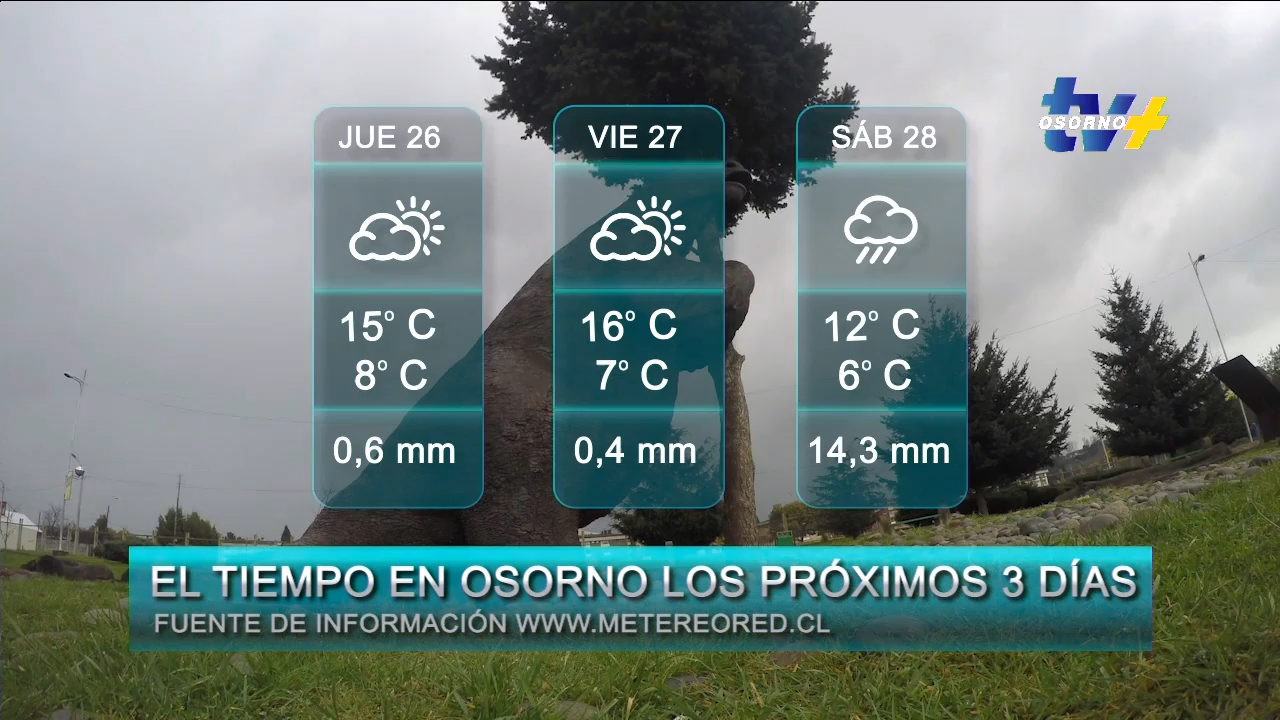 tv+
OSORNO
JUE 26
15° C
8° C
0,6 mm
VIE 27
16° C
7° C
0,4 mm
SÁB 28
12° C
6° C
14,3 mm
EL TIEMPO EN OSORNO LOS PRÓXIMOS 3 DÍAS
FUENTE DE INFORMACIÓN WWW.METEREORED.CL